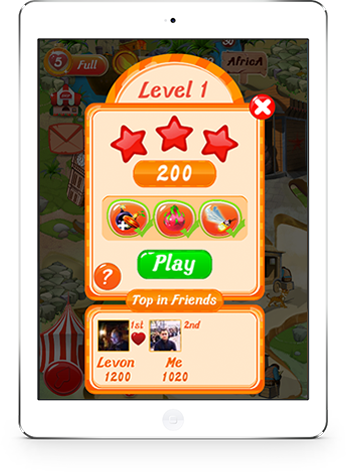 5 Full
AfricA
Level 1
200
Play
?
Top in Friends
1st 2nd
Levon Me
1200 1020